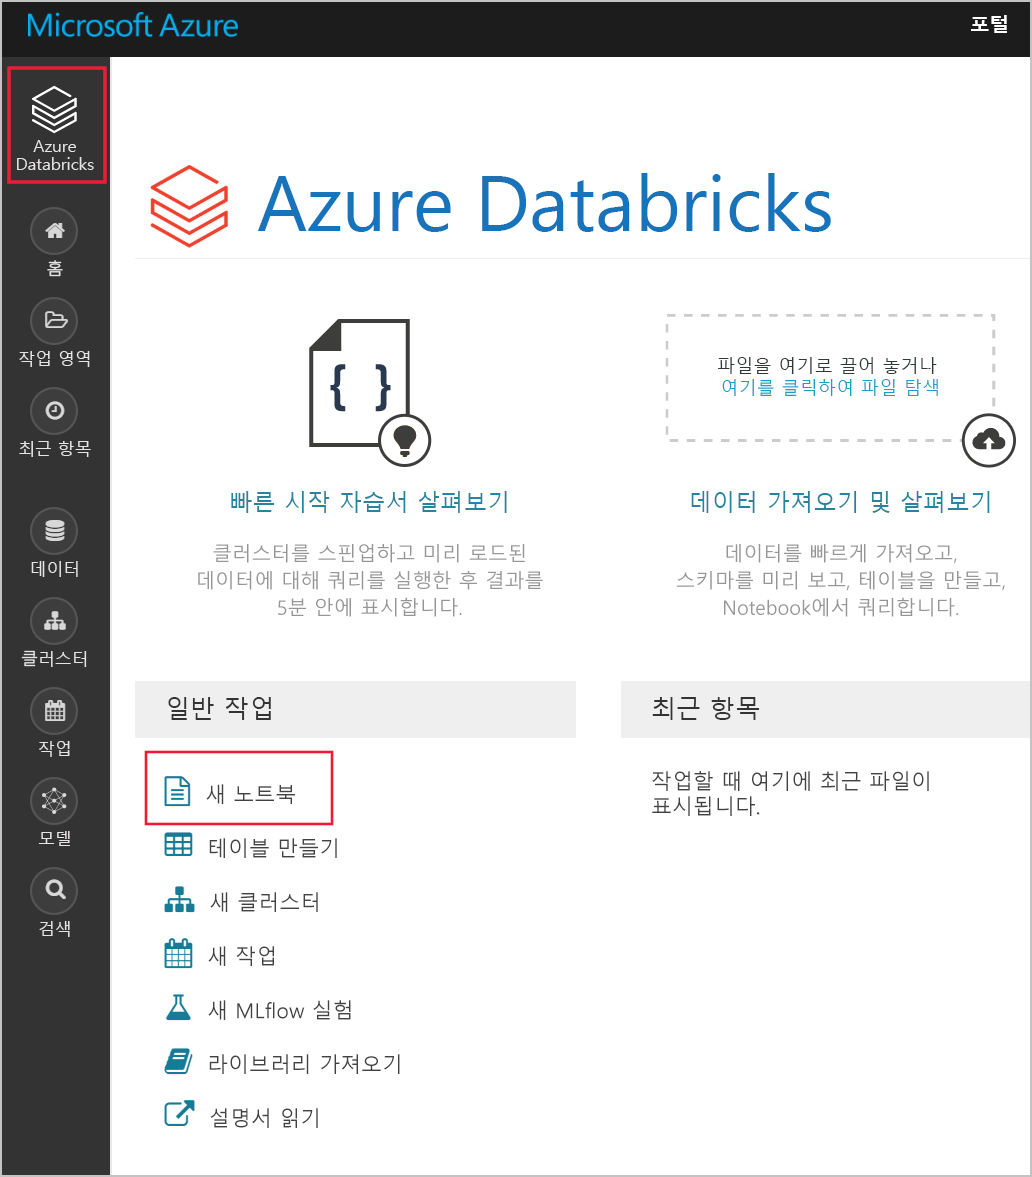 Microsoft Azure
포털
Azure
Databricks
홈
작업 영역
최근 항목
데이터
클러스터
작업
모델
검색
Azure Databricks
{ }
빠른 시작 자습서 살펴보기
클러스터를 스핀업하고 미리 로드된
데이터에 대해 쿼리를 실행한 후 결과를
5분 안에 표시합니다.
파일을 여기로 끌어 놓거나
여기를 클릭하여 파일 탐색
데이터 가져오기 및 살펴보기
데이터를 빠르게 가져오고,
스키마를 미리 보고, 테이블을 만들고,
Notebook에서 쿼리합니다.
일반 작업
새 노트북
테이블 만들기
새 클러스터
새 작업
새 MLflow 실험
라이브러리 가져오기
설명서 읽기
최근 항목
작업할 때 여기에 최근 파일이
표시됩니다.